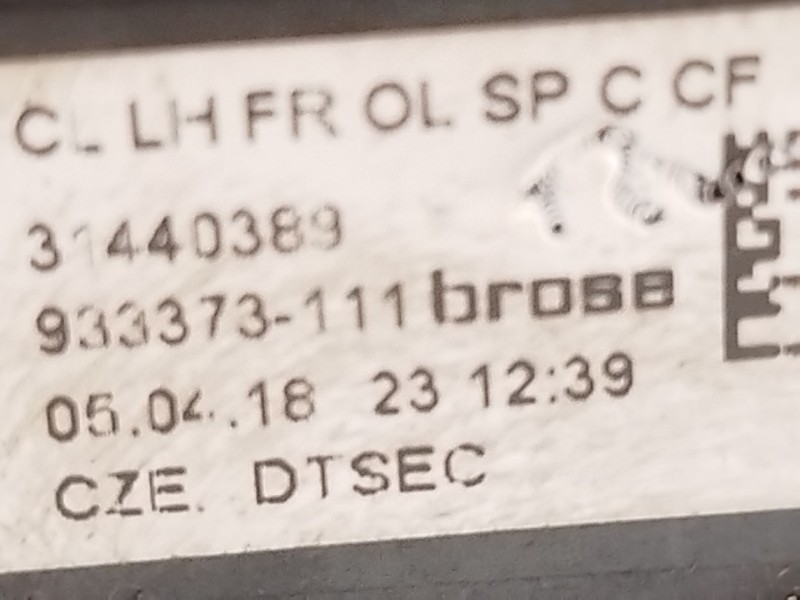 CL LH FR OL SP C CF
31440389
933373-111 brose
05.04.18 23 12:39
CZE. DTSEC